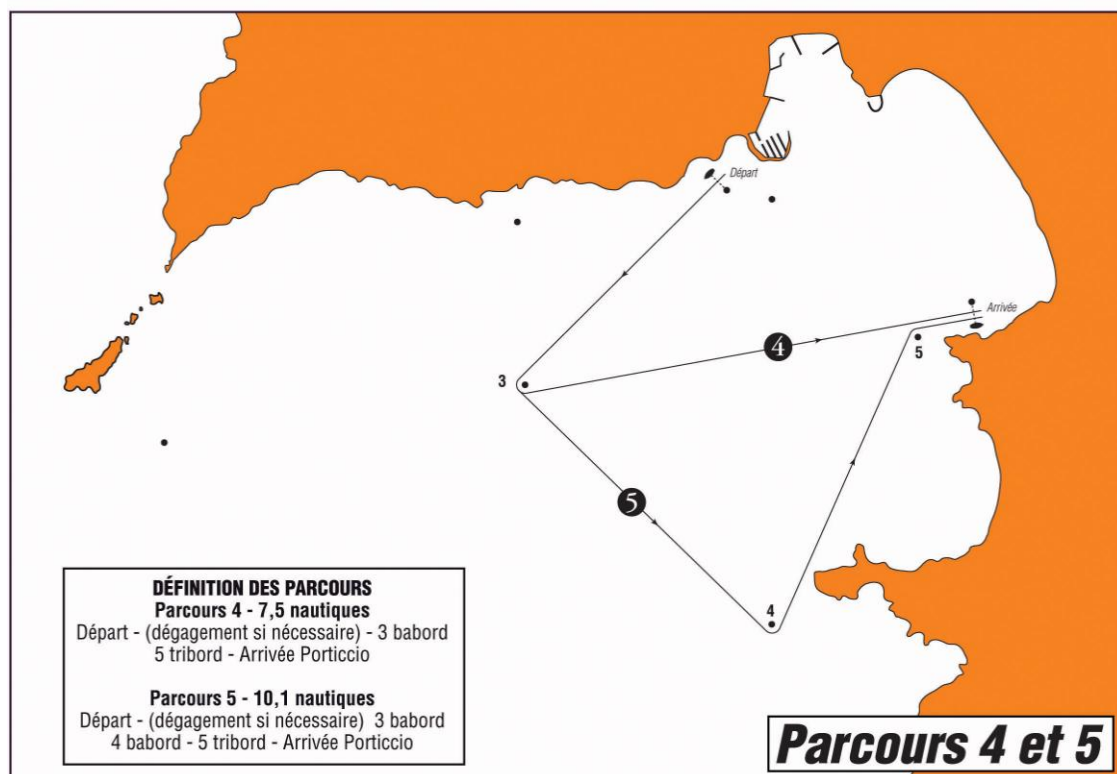 Départ
Arrivée
4
5
3
5
4
DÉFINITION DES PARCOURS
Parcours 4 - 7,5 nautiques
Départ - (dégagement si nécessaire) - 3 babord
5 tribord - Arrivée Porticcio
Parcours 5 - 10,1 nautiques
Départ - (dégagement si nécessaire) 3 babord
4 babord - 5 tribord - Arrivée Porticcio
Parcours 4 et 5